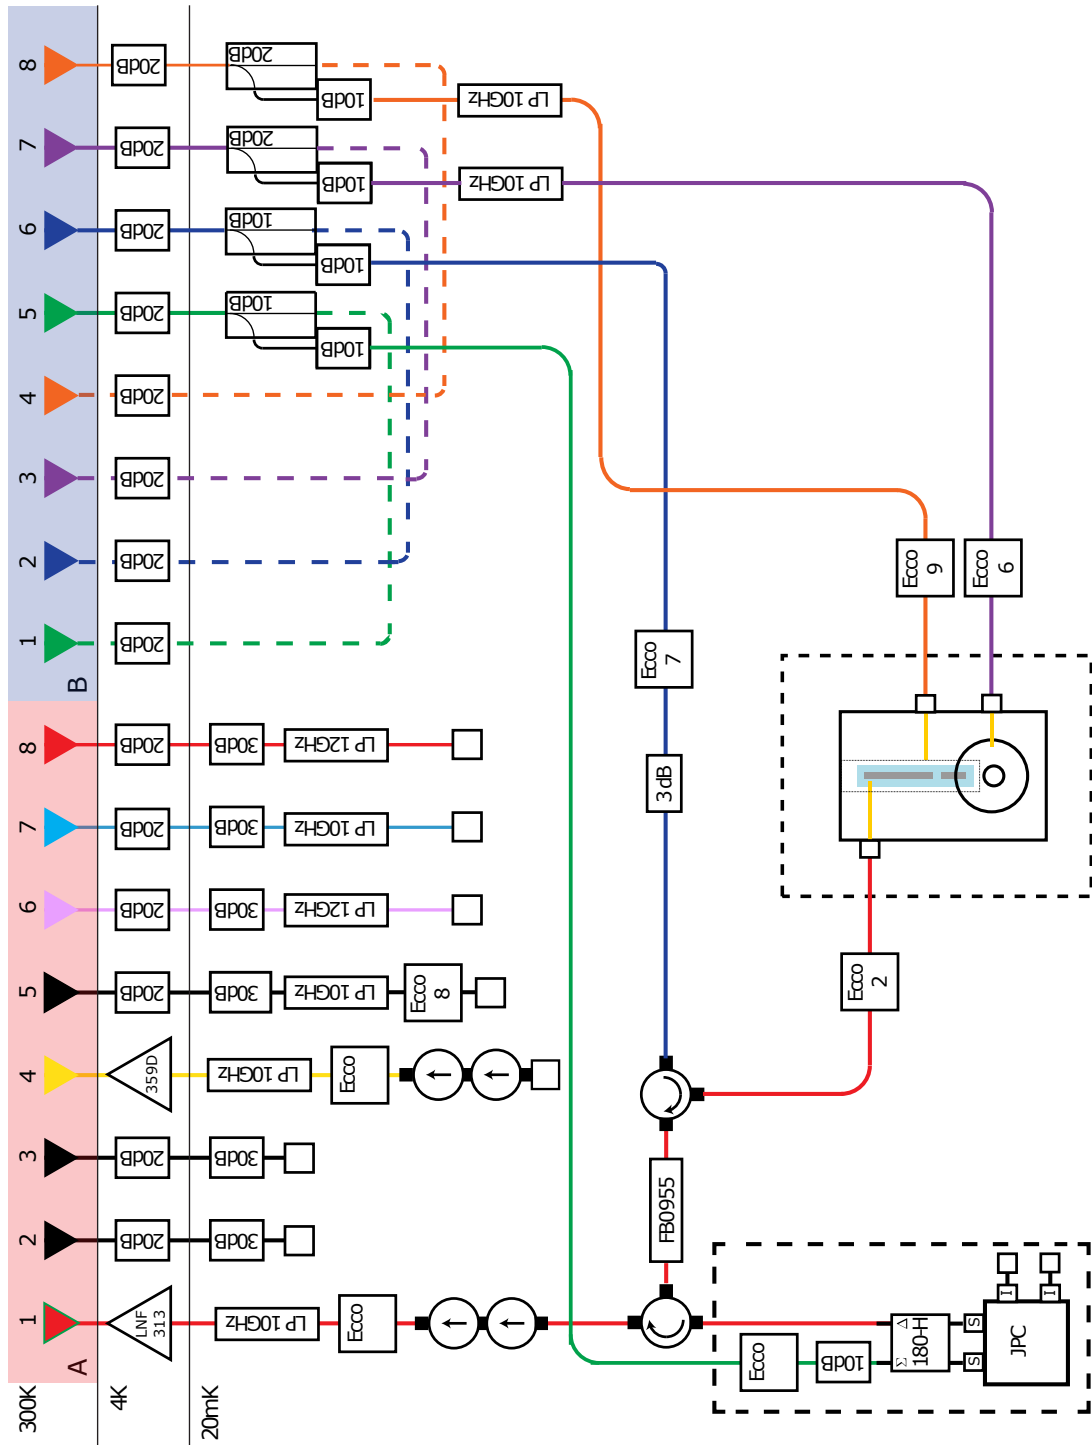 300K
4K
20mK
A
1
2
3
4
5
6
7
8
B
1
2
3
4
5
6
7
8
LNF
313
20dB
20dB
359D
20dB
20dB
20dB
20dB
20dB
20dB
20dB
20dB
20dB
20dB
20dB
20dB
LP 10GHz
30dB
30dB
LP 10GHz
30dB
30dB
30dB
30dB
10dB
10dB
20dB
20dB
10dB
10dB
10dB
10dB
Ecco
Ecco
LP 10GHz
LP 12GHz
LP 10GHz
LP 12GHz
LP 10GHz
LP 10GHz
Ecco
8
FB0955
3dB
Ecco
7
Ecco
2
Ecco
9
Ecco
6
Ecco
10dB
Σ
Δ
180-H
S
S
JPC
I
I